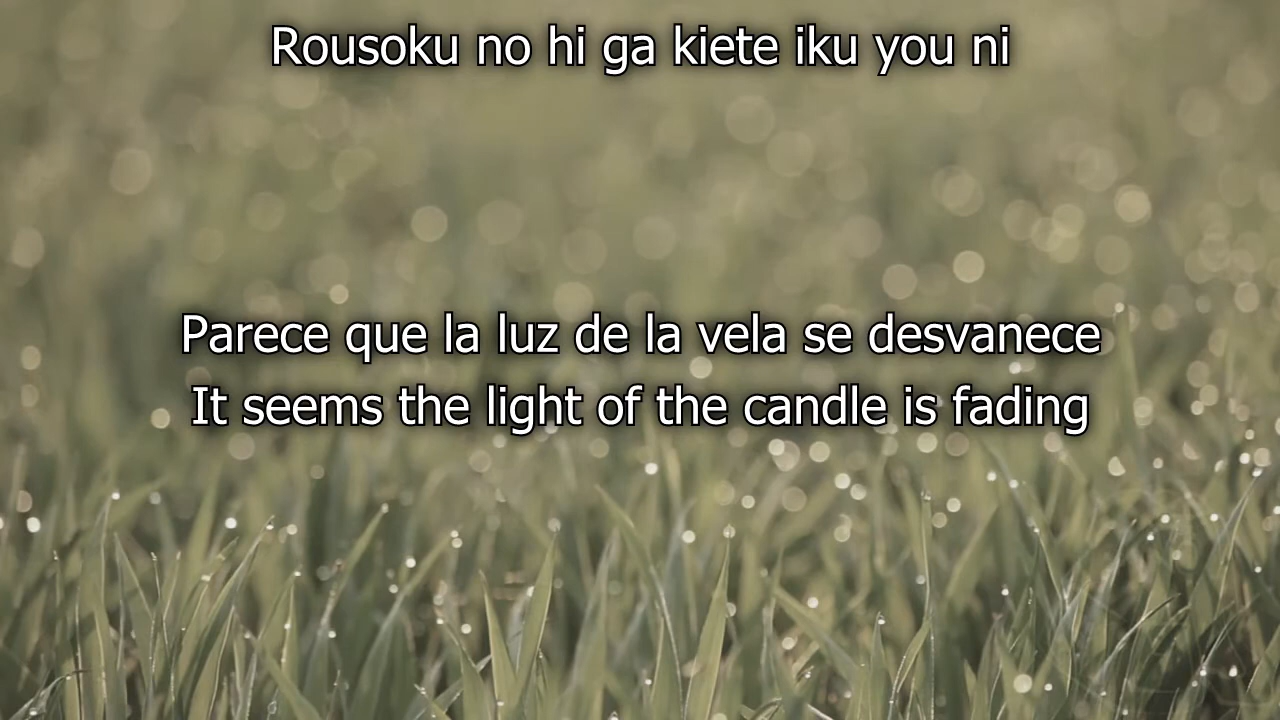 Rousoku no hi ga kiete iku you ni
Parece que la luz de la vela se desvanece
It seems the light of the candle is fading